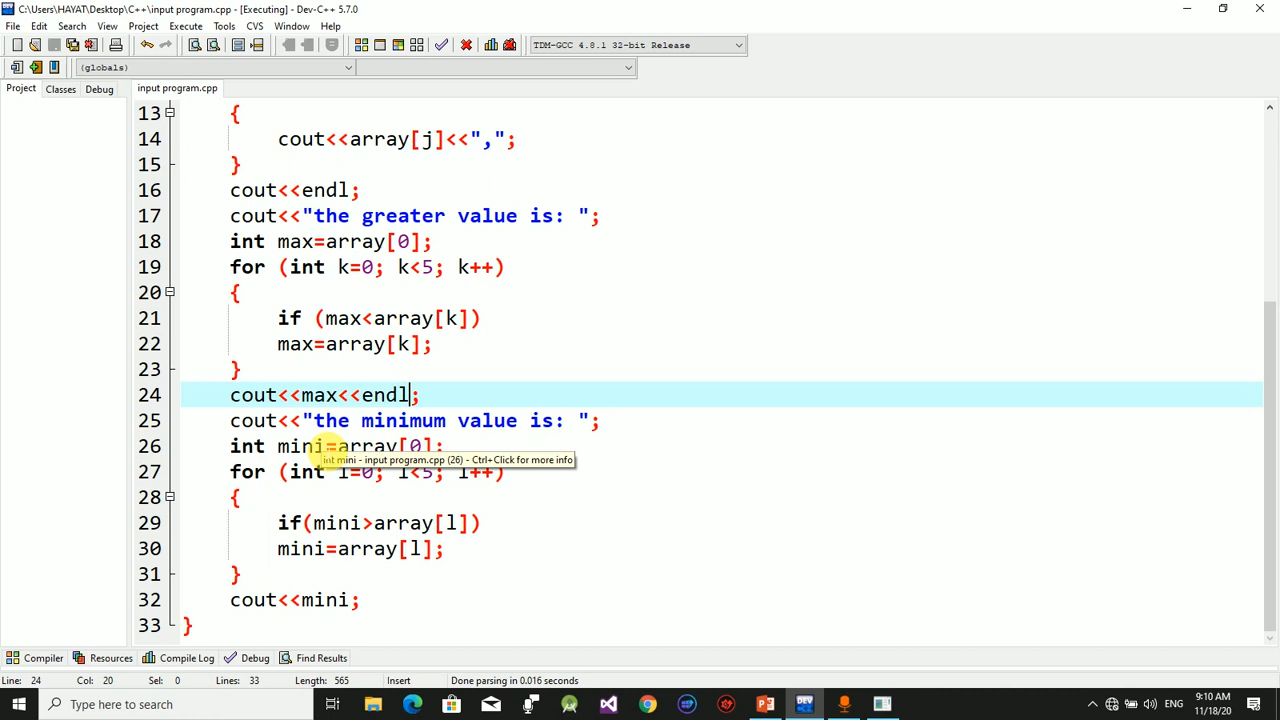 C:\Users\HAYAT\Desktop\C++\input program.cpp - [Executing] - Dev-C++ 5.7.0
File Edit Search View Project Execute Tools CVS Window Help
TDM-GCC 4.8.1 32-bit Release
(globals)
Project Classes Debug input program.cpp
13 {
14 cout<<array[j]<<",";
15 }
16 cout<<endl;
17 cout<<"the greater value is: ";
18 int max=array[0];
19 for (int k=0; k<5; k++)
20 {
21 if (max<array[k])
22 max=array[k];
23 }
24 cout<<max<<endl;
25 cout<<"the minimum value is: ";
26 int mini=array[0];
int mini - input program.cpp (26) - Ctrl+Click for more info
27 for (int l=0; l<5; l++)
28 {
29 if(mini>array[l])
30 mini=array[l];
31 }
32 cout<<mini;
33 }
Compiler Resources Compile Log Debug Find Results
Line: 24 Col: 20 Sel: 0 Lines: 33 Length: 565 Insert Done parsing in 0.016 seconds
Type here to search
DEV
ENG
9:10 AM
11/18/20